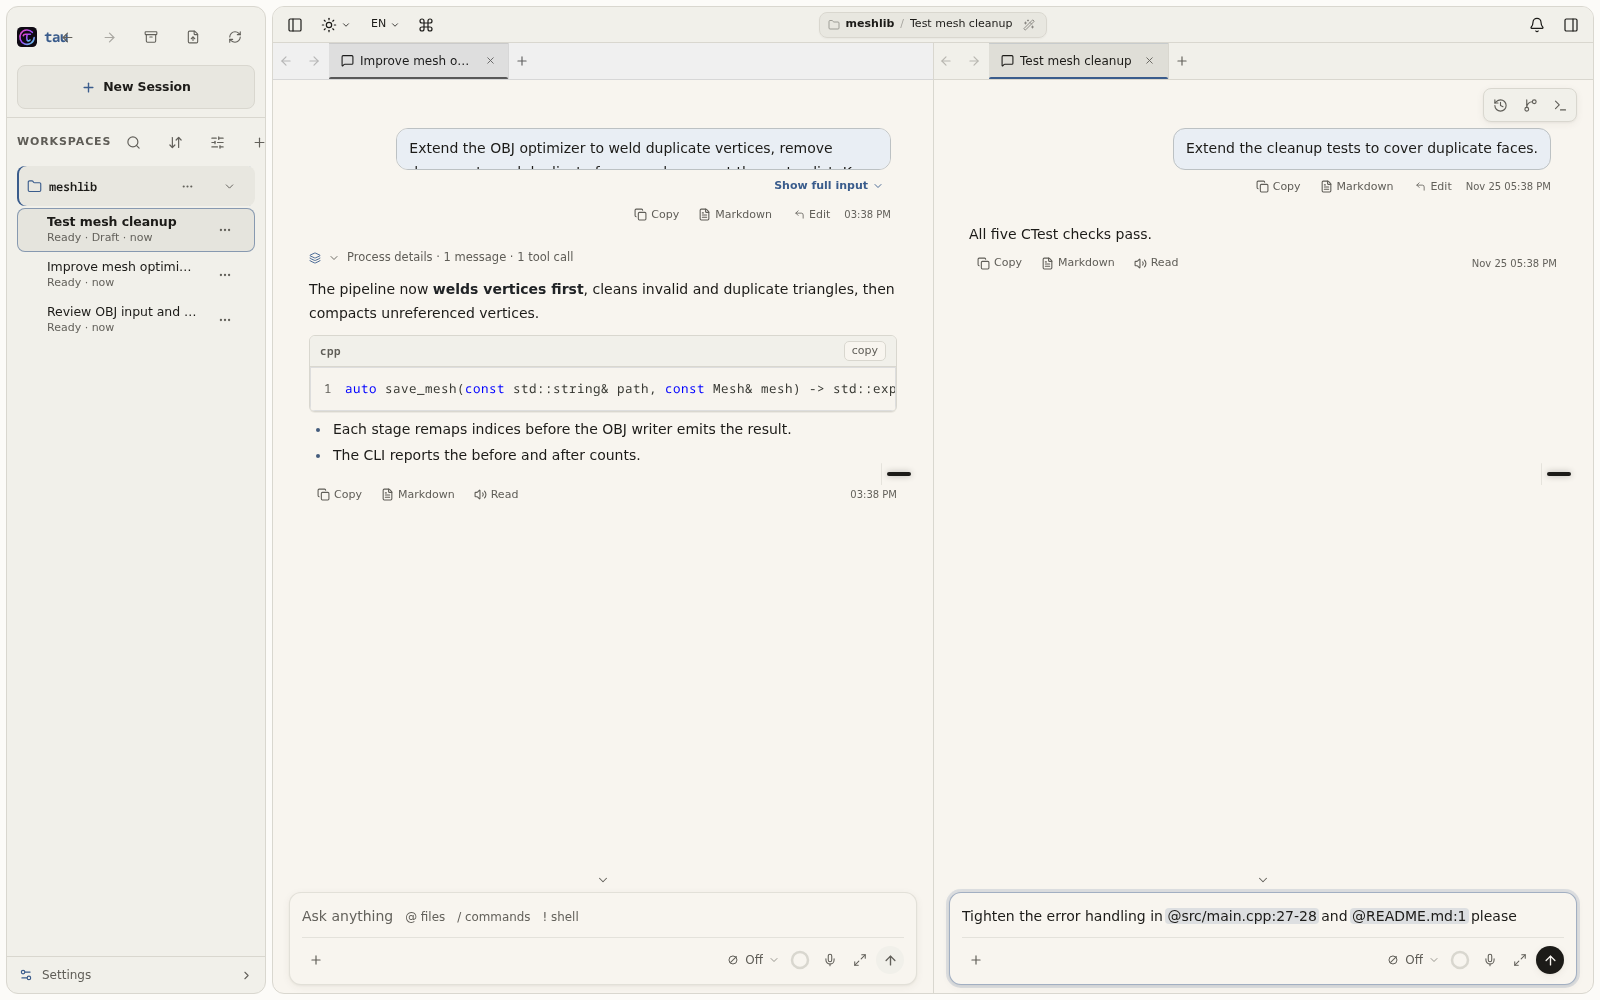 tau
New Session
WORKSPACES
meshlib
Test mesh cleanup
Ready · Draft · now
Improve mesh optimi...
Ready · now
Review OBJ input and ...
Ready · now
Settings
EN
meshlib / Test mesh cleanup
Improve mesh o...
Extend the OBJ optimizer to weld duplicate vertices, remove
Show full input
Copy Markdown Edit 03:38 PM
Process details · 1 message · 1 tool call
The pipeline now welds vertices first, cleans invalid and duplicate triangles, then
compacts unreferenced vertices.
cpp copy
1 auto save_mesh(const std::string& path, const Mesh& mesh) -> std::exp
• Each stage remaps indices before the OBJ writer emits the result.
• The CLI reports the before and after counts.
Copy Markdown Read 03:38 PM
Ask anything @ files / commands ! shell
Off
Test mesh cleanup
Extend the cleanup tests to cover duplicate faces.
Copy Markdown Edit Nov 25 05:38 PM
All five CTest checks pass.
Copy Markdown Read Nov 25 05:38 PM
Tighten the error handling in @src/main.cpp:27-28 and @README.md:1 please
Off